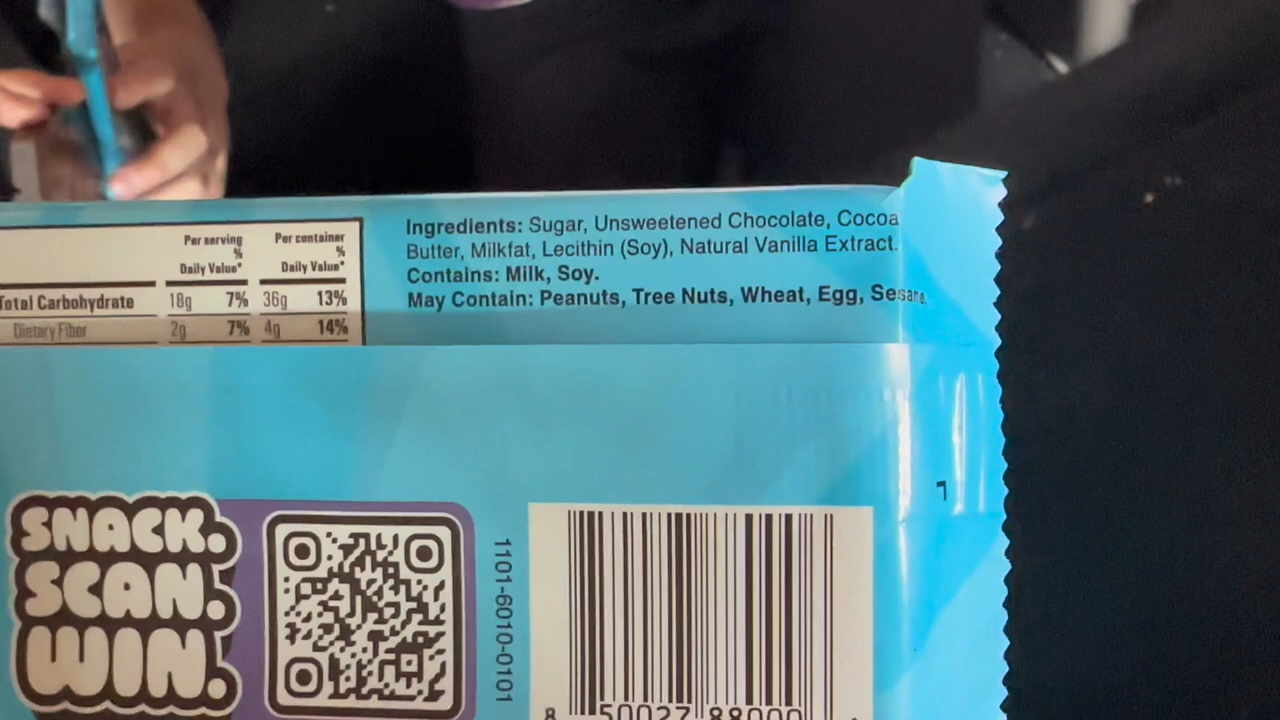 Per serving
%
Daily Value*
Per container
%
Daily Value*
Total Carbohydrate 18g 7% 36g 13%
Dietary Fiber 2g 7% 4g 14%
Ingredients: Sugar, Unsweetened Chocolate, Cocoa
Butter, Milkfat, Lecithin (Soy), Natural Vanilla Extract.
Contains: Milk, Soy.
May Contain: Peanuts, Tree Nuts, Wheat, Egg, Sesame.
SNACK.
SCAN.
WIN.
1101-6010-0101
8 50027 88000